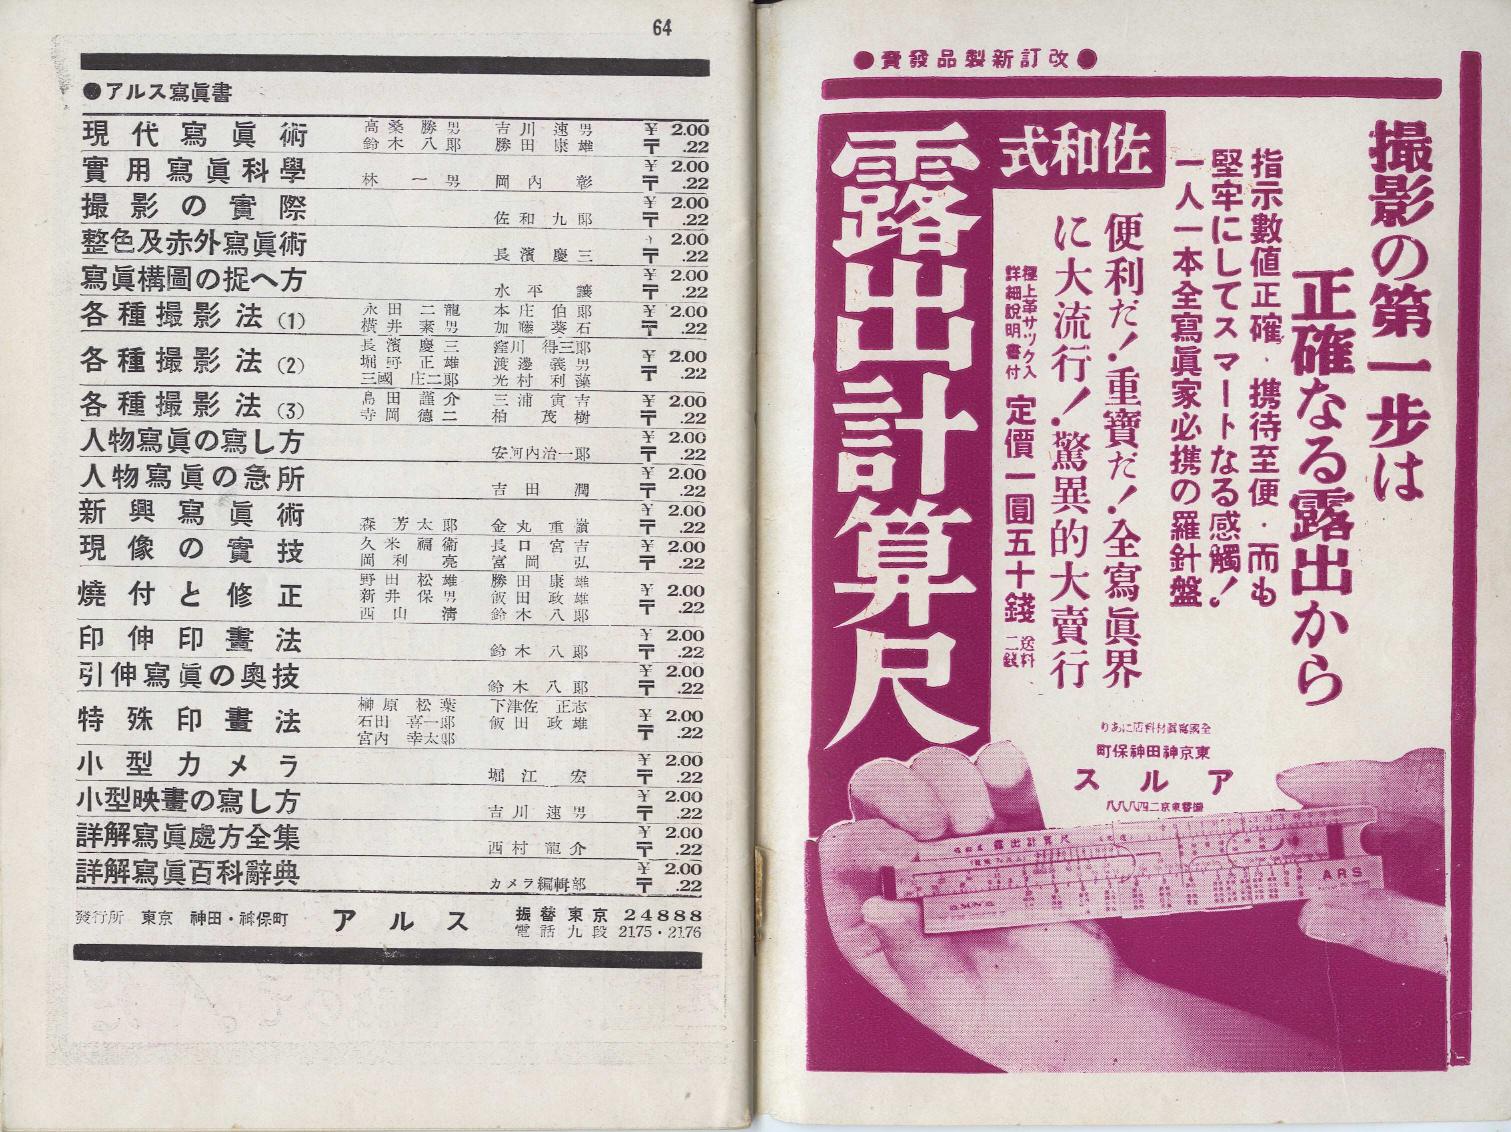 64
●アルス寫眞書
現代寫眞術 高桑勝男 吉川速男 ¥ 2.00
鈴木八郎 勝田康雄 〒 .22
實用寫眞科學 ¥ 2.00
林一男 岡內彰 〒 .22
撮影の實際 ¥ 2.00
佐和九郎 〒 .22
整色及赤外寫眞術 2.00
長濱慶三 〒 .22
寫眞構圖の捉へ方 ¥ 2.00
水平讓 〒 .22
各種撮影法(1) 永田二龍 本庄伯郎 ¥ 2.00
橫井素男 加藤葵石 〒 .22
各種撮影法(2) 長濱慶三 窪川得三郎 ¥ 2.00
堀野正雄 渡邊義男 〒 .22
三國庄二郎 光村利藻
各種撮影法(3) 島田謹介 三浦寅吉 ¥ 2.00
寺岡德二 柏茂樹 〒 .22
人物寫眞の寫し方 ¥ 2.00
安河內治一郎 〒 .22
人物寫眞の急所 ¥ 2.00
吉田潤 〒 .22
新興寫眞術 ¥ 2.00
森芳太郎 金丸重嶺 〒 .22
現像の實技 久米福衞 長口宮吉 ¥ 2.00
岡利亮 富岡弘 〒 .22
燒付と修正 野田松雄 勝田康雄 ¥ 2.00
新井保男 飯田政雄 〒 .22
西山淸 鈴木八郎
印伸印畫法 ¥ 2.00
鈴木八郎 〒 .22
引伸寫眞の奧技 ¥ 2.00
鈴木八郎 〒 .22
特殊印畫法 榊原松葉 下津佐正志 ¥ 2.00
石田喜一郎 飯田政雄 〒 .22
宮內幸太郎
小型カメラ ¥ 2.00
堀江宏 〒 .22
小型映畫の寫し方 ¥ 2.00
吉川速男 〒 .22
詳解寫眞處方全集 ¥ 2.00
西村龍介 〒 .22
詳解寫眞百科辭典 ¥ 2.00
カメラ編輯部 〒 .22
發行所 東京 神田・神保町 アルス 振替東京 24888
電話九段 2175・2176
●改訂新製品發賣●
撮影の第一步は
正確なる露出から
指示數値正確、携待至便・而も
堅牢にしてスマートなる感觸！
一人一本全寫眞家必携の羅針盤
佐和式
露出計算尺
便利だ！重寶だ！全寫眞界
に大流行！驚異的大賣行
極上革サック入
詳細說明書付
定價一圓五十錢
送料
二錢
全國寫眞材料店にあり
東京神田神保町
アルス
振替東京二四八八八
露出計算尺
ARS